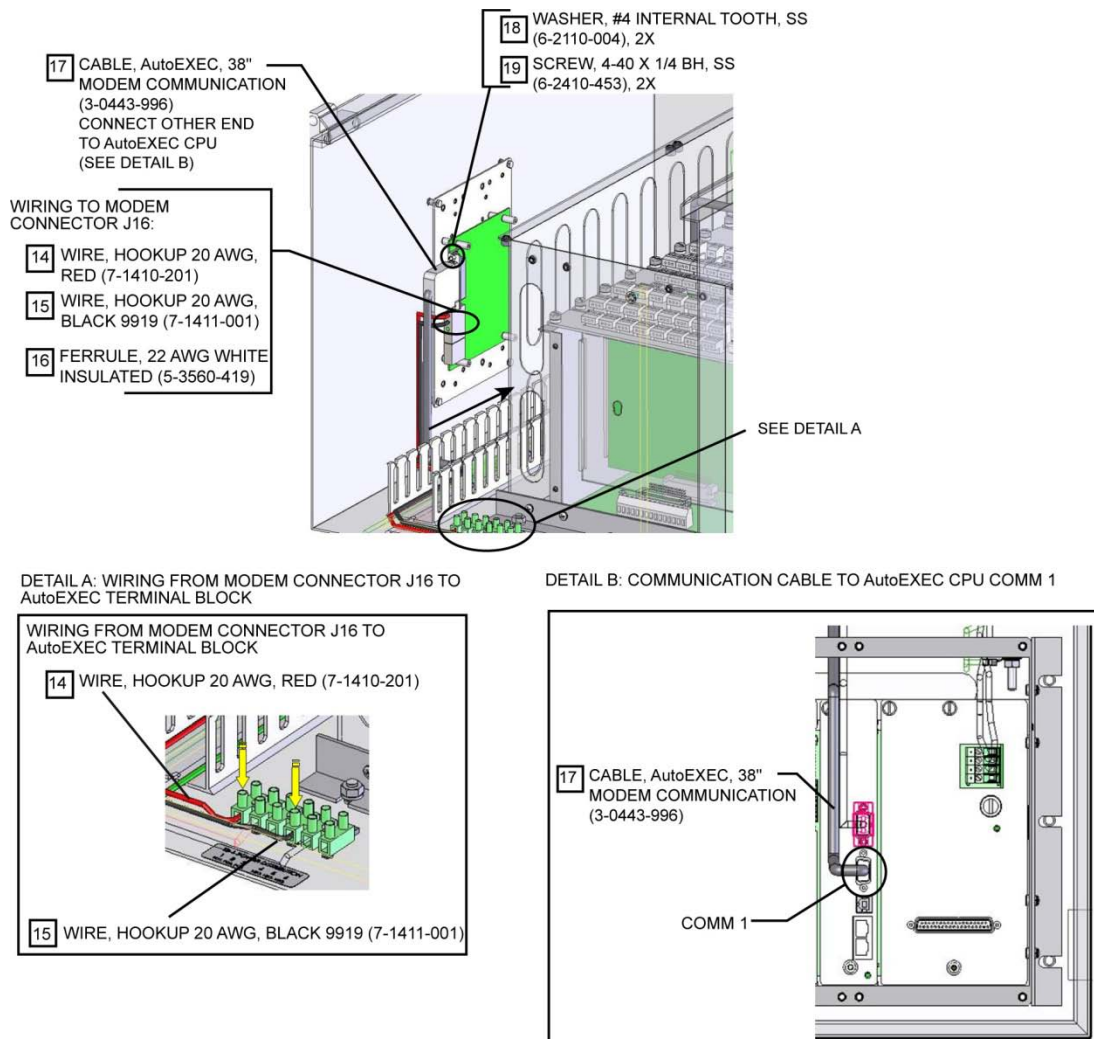 18 WASHER, #4 INTERNAL TOOTH, SS
(6-2110-004), 2X
19 SCREW, 4-40 X 1/4 BH, SS
(6-2410-453), 2X
17 CABLE, AutoEXEC, 38"
MODEM COMMUNICATION
(3-0443-996)
CONNECT OTHER END
TO AutoEXEC CPU
(SEE DETAIL B)
WIRING TO MODEM
CONNECTOR J16:
14 WIRE, HOOKUP 20 AWG,
RED (7-1410-201)
15 WIRE, HOOKUP 20 AWG,
BLACK 9919 (7-1411-001)
16 FERRULE, 22 AWG WHITE
INSULATED (5-3560-419)
SEE DETAIL A
DETAIL A: WIRING FROM MODEM CONNECTOR J16 TO
AutoEXEC TERMINAL BLOCK
WIRING FROM MODEM CONNECTOR J16 TO
AutoEXEC TERMINAL BLOCK
14 WIRE, HOOKUP 20 AWG, RED (7-1410-201)
15 WIRE, HOOKUP 20 AWG, BLACK 9919 (7-1411-001)
DETAIL B: COMMUNICATION CABLE TO AutoEXEC CPU COMM 1
17 CABLE, AutoEXEC, 38"
MODEM COMMUNICATION
(3-0443-996)
COMM 1